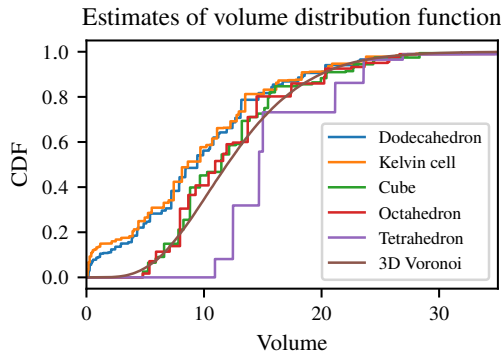 Estimates of volume distribution function
CDF
1.0
0.8
0.6
0.4
0.2
0.0
Dodecahedron
Kelvin cell
Cube
Octahedron
Tetrahedron
3D Voronoi
0 10 20 30
Volume